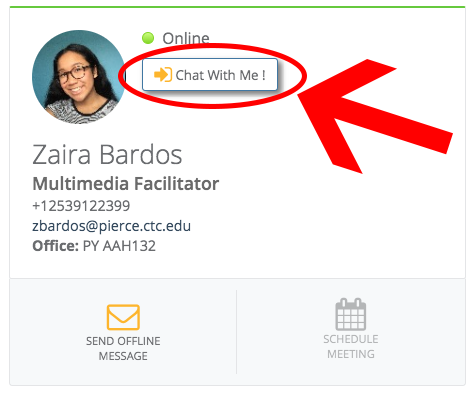 Online
Chat With Me !
Zaira Bardos
Multimedia Facilitator
+12539122399
zbardos@pierce.ctc.edu
Office: PY AAH132
SEND OFFLINE
MESSAGE
SCHEDULE
MEETING